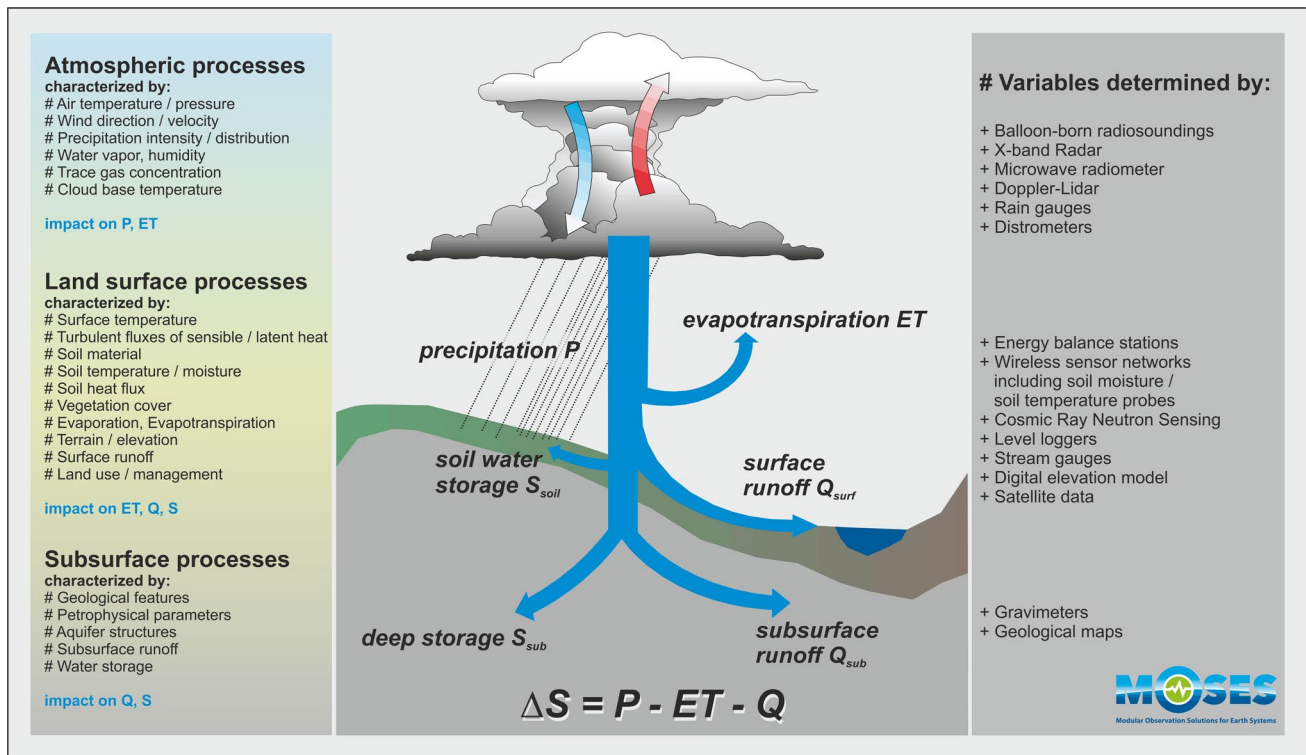 Atmospheric processes
characterized by:
# Air temperature / pressure
# Wind direction / velocity
# Precipitation intensity / distribution
# Water vapor, humidity
# Trace gas concentration
# Cloud base temperature
impact on P, ET
Land surface processes
characterized by:
# Surface temperature
# Turbulent fluxes of sensible / latent heat
# Soil material
# Soil temperature / moisture
# Soil heat flux
# Vegetation cover
# Evaporation, Evapotranspiration
# Terrain / elevation
# Surface runoff
# Land use / management
impact on ET, Q, S
Subsurface processes
characterized by:
# Geological features
# Petrophysical parameters
# Aquifer structures
# Subsurface runoff
# Water storage
impact on Q, S
evapotranspiration ET
precipitation P
soil water
storage Ssoil
surface
runoff Qsurf
deep storage Ssub
subsurface
runoff Qsub
ΔS = P - ET - Q
# Variables determined by:
+ Balloon-born radiosoundings
+ X-band Radar
+ Microwave radiometer
+ Doppler-Lidar
+ Rain gauges
+ Distrometers
+ Energy balance stations
+ Wireless sensor networks
including soil moisture /
soil temperature probes
+ Cosmic Ray Neutron Sensing
+ Level loggers
+ Stream gauges
+ Digital elevation model
+ Satellite data
+ Gravimeters
+ Geological maps
MOSES
Modular Observation Solutions for Earth Systems